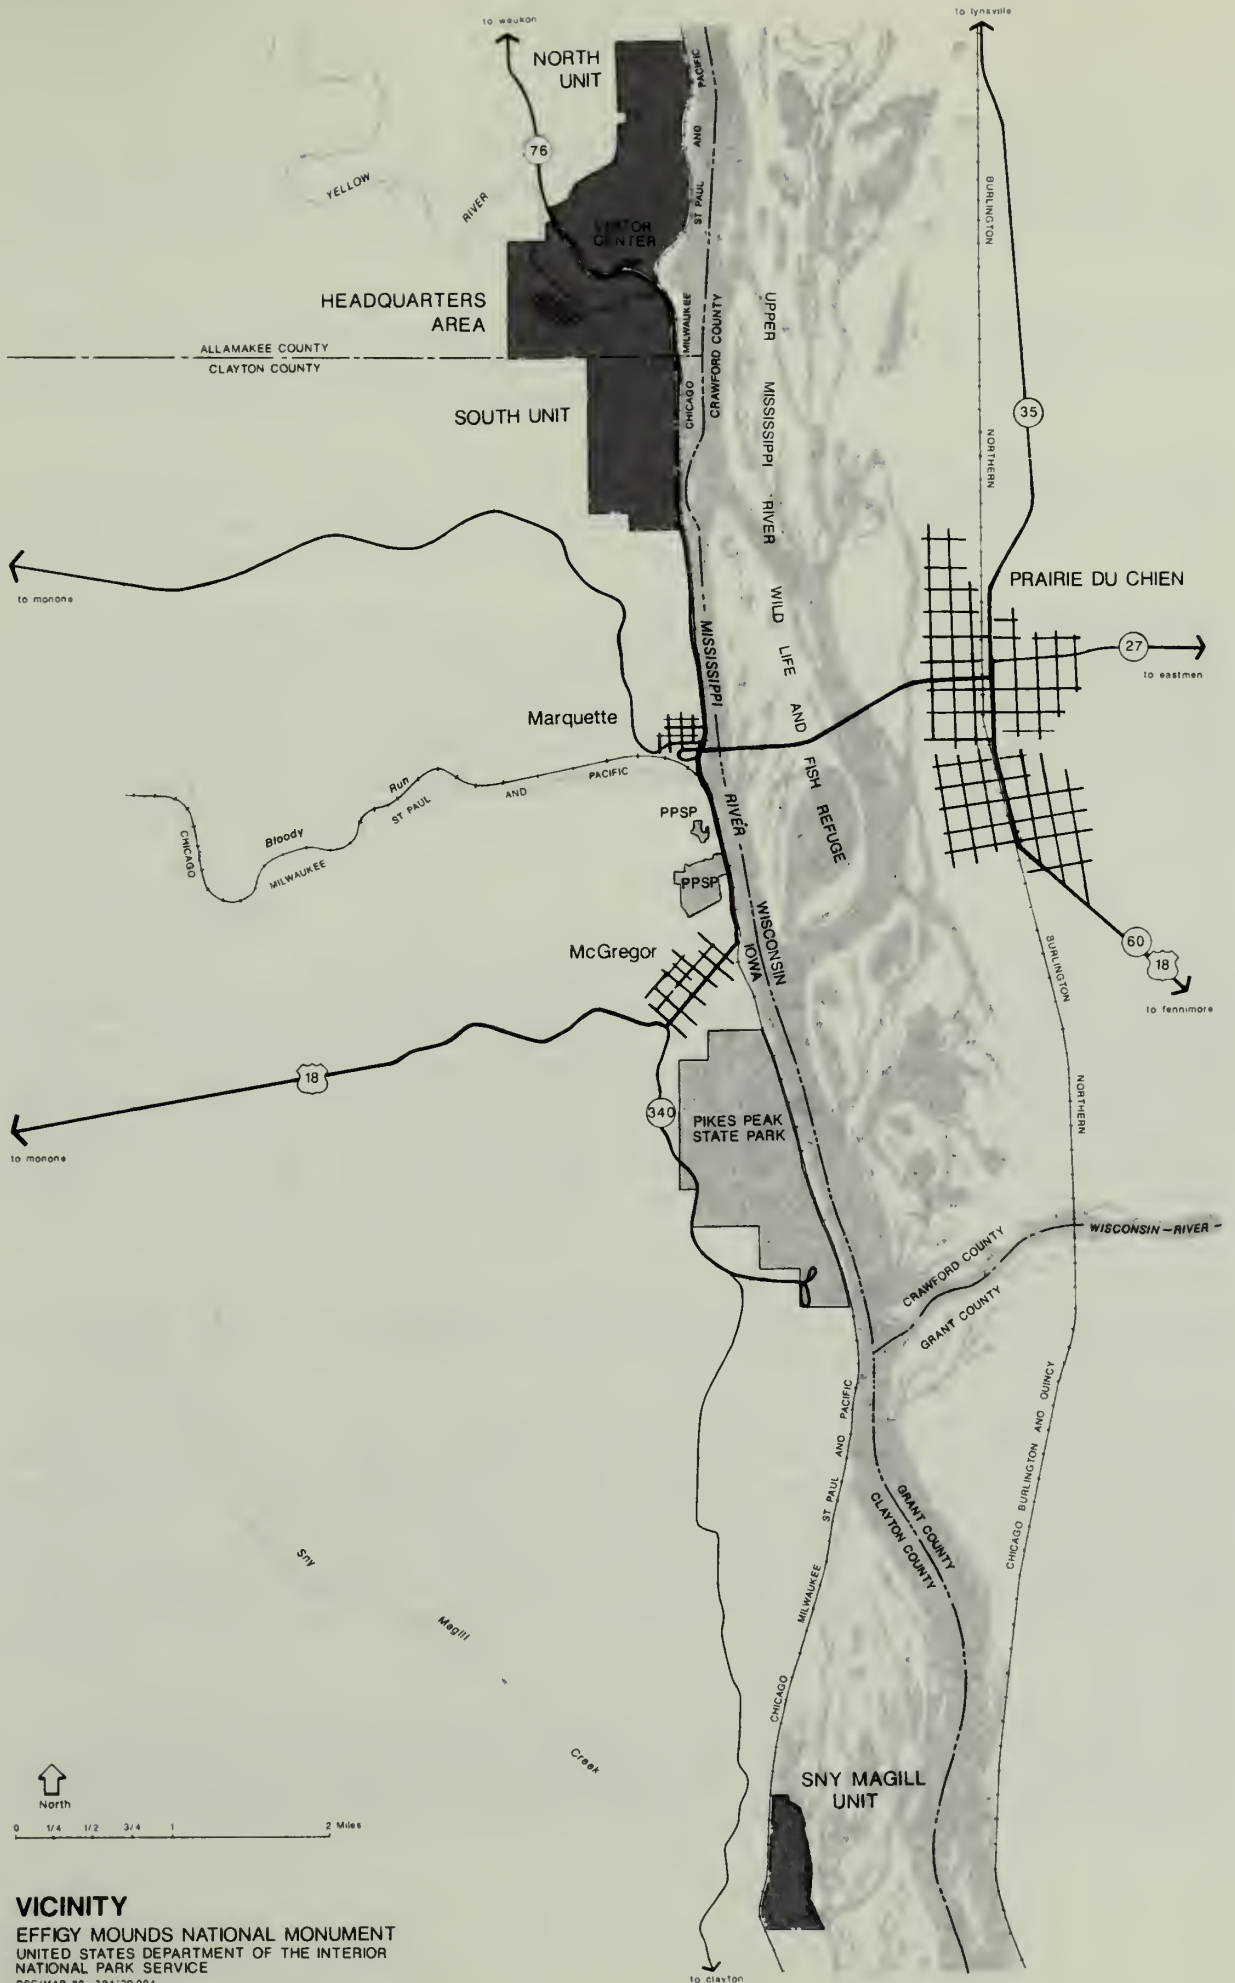 to waukon
to lynxville
NORTH
UNIT
76
YELLOW
RIVER
VISITOR
CENTER
HEADQUARTERS
AREA
ALLAMAKEE COUNTY
CLAYTON COUNTY
SOUTH UNIT
CHICAGO
MILWAUKEE
ST PAUL
AND
PACIFIC
CRAWFORD COUNTY
UPPER
MISSISSIPPI
RIVER
WILD
LIFE
AND
FISH
REFUGE
BURLINGTON
NORTHERN
35
PRAIRIE DU CHIEN
27
to eastmen
to monona
Marquette
MISSISSIPPI
RIVER
CHICAGO
MILWAUKEE
ST PAUL
AND
PACIFIC
Bloody
Run
PPSP
PPSP
WISCONSIN
IOWA
McGregor
60
18
to fennimore
BURLINGTON
NORTHERN
18
to monona
340
PIKES PEAK
STATE PARK
WISCONSIN-RIVER
CRAWFORD COUNTY
GRANT COUNTY
CHICAGO
MILWAUKEE
ST PAUL
AND
PACIFIC
GRANT COUNTY
CLAYTON COUNTY
CHICAGO BURLINGTON AND QUINCY
Sny
Magill
Creek
SNY MAGILL
UNIT
North
0 1/4 1/2 3/4 1 2 Miles
VICINITY
EFFIGY MOUNDS NATIONAL MONUMENT
UNITED STATES DEPARTMENT OF THE INTERIOR
NATIONAL PARK SERVICE
to clayton